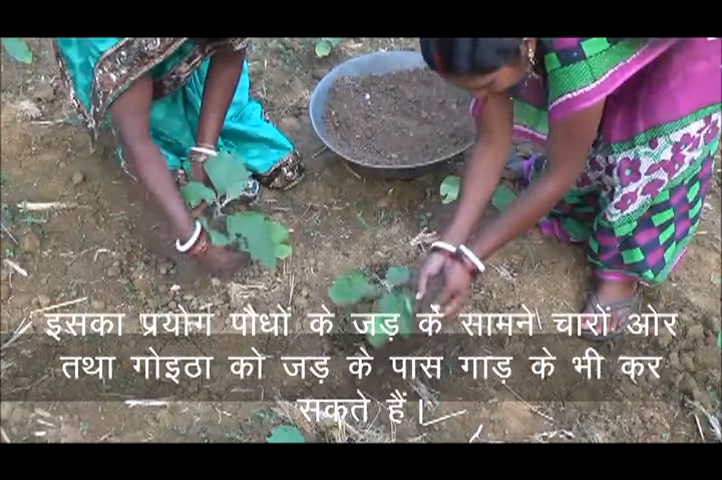 इसका प्रयोग पौधों के जड़ के सामने चारों ओर
तथा गोइठा को जड़ के पास गाड़ के भी कर
सकते हैं।